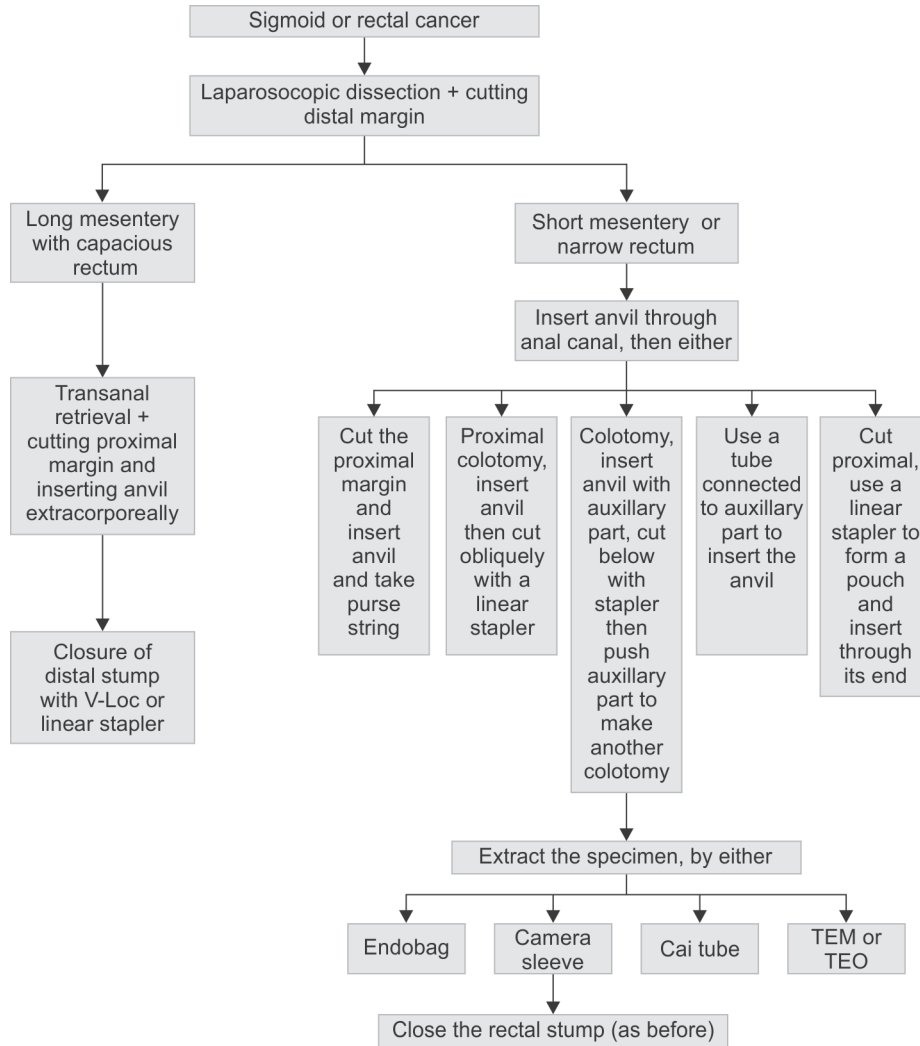 Sigmoid or rectal cancer
Laparosocopic dissection + cutting
distal margin
Long mesentery
with capacious
rectum
Short mesentery or
narrow rectum
Insert anvil through
anal canal, then either
Transanal
retrieval +
cutting proximal
margin and
inserting anvil
extracorporeally
Cut the
proximal
margin
and
insert
anvil
and take
purse
string
Proximal
colotomy,
insert
anvil
then cut
obliquely
with a
linear
stapler
Colotomy,
insert
anvil with
auxillary
part, cut
below
with
stapler
then
push
auxillary
part to
make
another
colotomy
Use a
tube
connected
to auxillary
part to
insert the
anvil
Cut
proximal,
use a
linear
stapler to
form a
pouch
and
insert
through
its end
Closure of
distal stump
with V-Loc or
linear stapler
Extract the specimen, by either
Endobag
Camera
sleeve
Cai tube
TEM or
TEO
Close the rectal stump (as before)